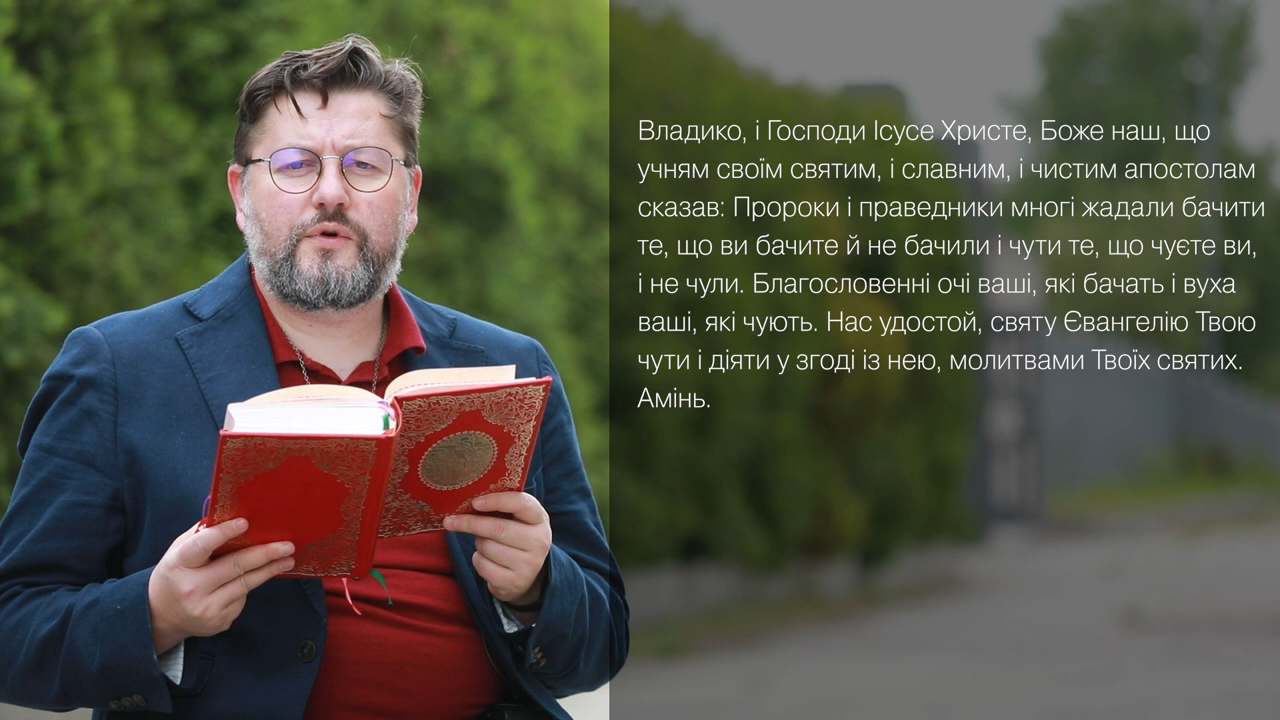 Владико, і Господи Ісусе Христе, Боже наш, що
учням своїм святим, і славним, і чистим апостолам
сказав: Пророки і праведники многі жадали бачити
те, що ви бачите й не бачили і чути те, що чуєте ви,
і не чули. Благословенні очі ваші, які бачать і вуха
ваші, які чують. Нас удостой, святу Євангелію Твою
чути і діяти у згоді із нею, молитвами Твоїх святих.
Амінь.